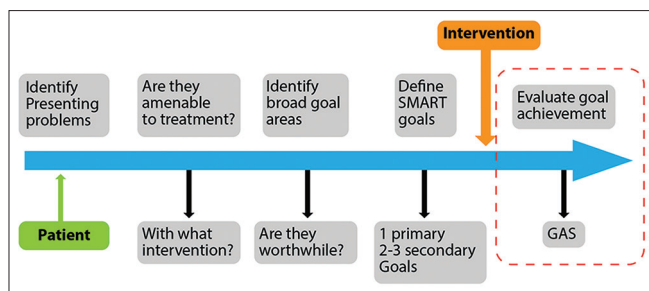 Intervention
Identify
Presenting
problems
Are they
amenable
to treatment?
Identify
broad goal
areas
Define
SMART
goals
Evaluate goal
achievement
Patient
With what
intervention?
Are they
worthwhile?
1 primary
2-3 secondary
Goals
GAS